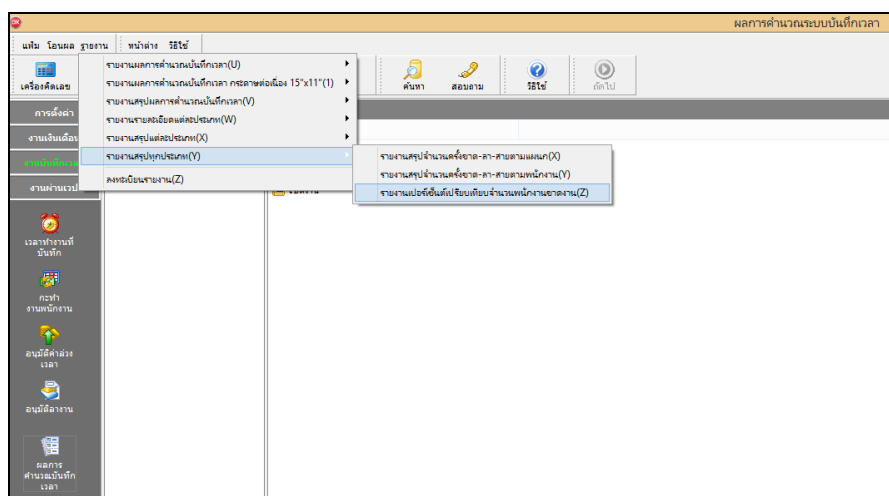 ผลการคำนวณระบบบันทึกเวลา
แฟ้ม โอนผล รายงาน หน้าต่าง วิธีใช้
เครื่องคิดเลข ค้นหา สอบถาม วิธีใช้ ถัดไป
รายงานผลการคำนวณบันทึกเวลา(U)
รายงานผลการคำนวณบันทึกเวลา กระดาษต่อเนื่อง 15"x11"(1)
รายงานสรุปผลการคำนวณบันทึกเวลา(V)
รายงานรายละเอียดแต่ละประเภท(W)
รายงานสรุปแต่ละประเภท(X)
รายงานสรุปทุกประเภท(Y)
ลงทะเบียนรายงาน(Z)
รายงานสรุปจำนวนครั้งขาด-ลา-สายตามแผนก(X)
รายงานสรุปจำนวนครั้งขาด-ลา-สายตามพนักงาน(Y)
รายงานเปอร์เซ็นต์เปรียบเทียบจำนวนพนักงานขาดงาน(Z)
การตั้งค่า
งานเงินเดือน
งานบันทึกเวลา
งานผ่านเวป
เวลาทำงานที่
บันทึก
กะทำ
งานพนักงาน
อนุมัติค่าล่วง
เวลา
อนุมัติลางาน
ผลการ
คำนวณบันทึก
เวลา